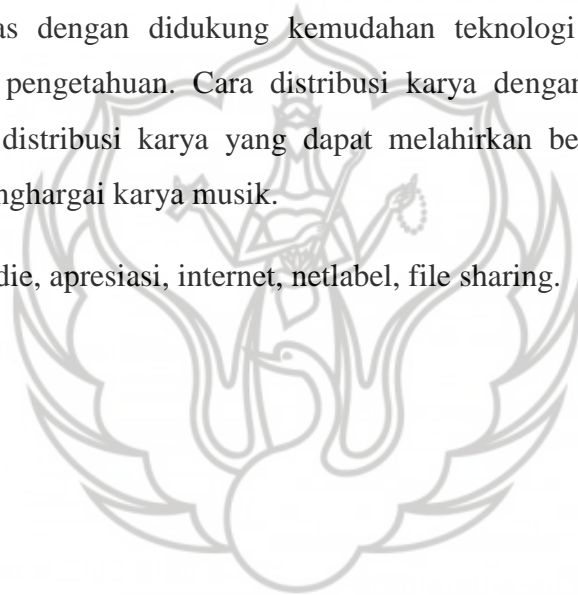 as dengan didukung kemudahan teknologi
pengetahuan. Cara distribusi karya dengan
distribusi karya yang dapat melahirkan be
nghargai karya musik.
die, apresiasi, internet, netlabel, file sharing.